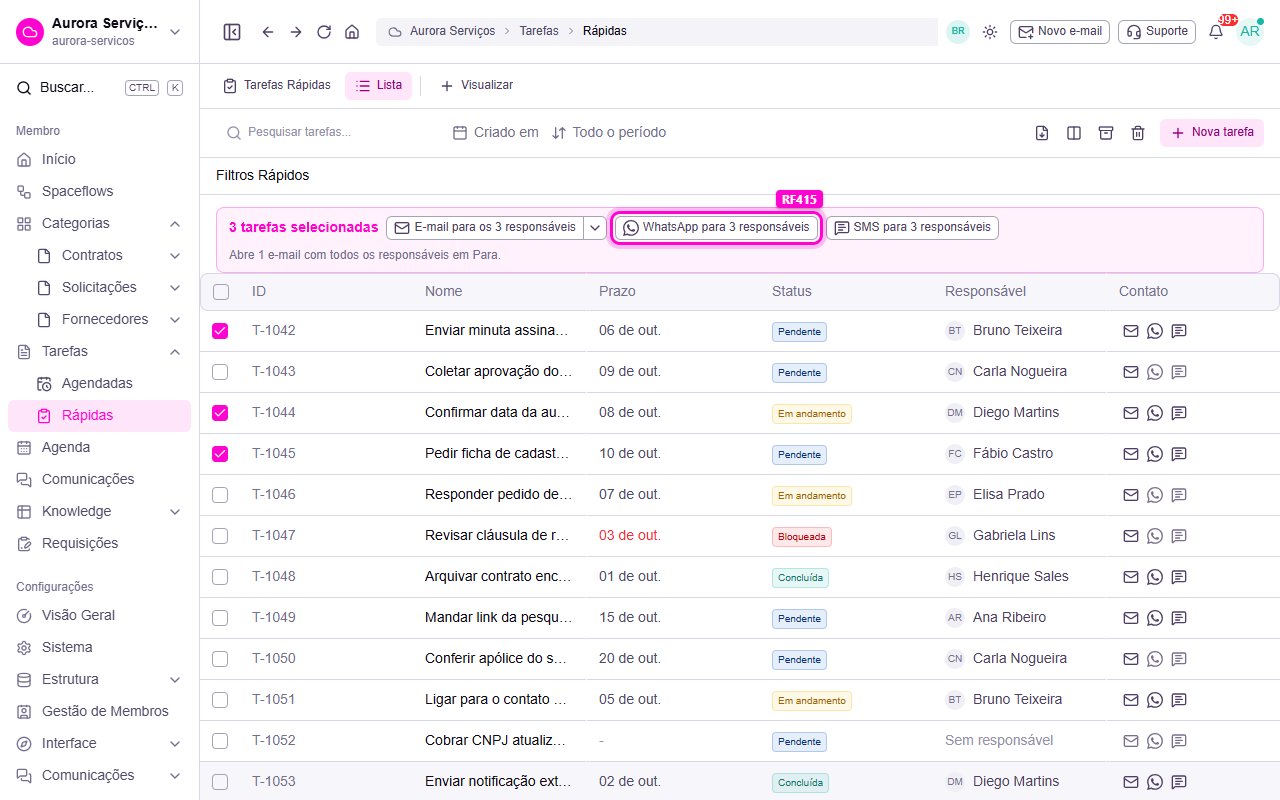 Aurora Serviç...
aurora-servicos
Aurora Serviços > Tarefas > Rápidas
BR
Novo e-mail
Suporte
99+
AR
Buscar... CTRL K
Membro
Início
Spaceflows
Categorias
Contratos
Solicitações
Fornecedores
Tarefas
Agendadas
Rápidas
Agenda
Comunicações
Knowledge
Requisições
Configurações
Visão Geral
Sistema
Estrutura
Gestão de Membros
Interface
Comunicações
Tarefas Rápidas
Lista
Visualizar
Pesquisar tarefas...
Criado em
Todo o período
Nova tarefa
Filtros Rápidos
RF415
3 tarefas selecionadas
E-mail para os 3 responsáveis
WhatsApp para 3 responsáveis
SMS para 3 responsáveis
Abre 1 e-mail com todos os responsáveis em Para.
ID Nome Prazo Status Responsável Contato
T-1042 Enviar minuta assina... 06 de out. Pendente BT Bruno Teixeira
T-1043 Coletar aprovação do... 09 de out. Pendente CN Carla Nogueira
T-1044 Confirmar data da au... 08 de out. Em andamento DM Diego Martins
T-1045 Pedir ficha de cadast... 10 de out. Pendente FC Fábio Castro
T-1046 Responder pedido de... 07 de out. Em andamento EP Elisa Prado
T-1047 Revisar cláusula de r... 03 de out. Bloqueada GL Gabriela Lins
T-1048 Arquivar contrato enc... 01 de out. Concluída HS Henrique Sales
T-1049 Mandar link da pesqu... 15 de out. Pendente AR Ana Ribeiro
T-1050 Conferir apólice do s... 20 de out. Pendente CN Carla Nogueira
T-1051 Ligar para o contato ... 05 de out. Em andamento BT Bruno Teixeira
T-1052 Cobrar CNPJ atualiz... - Pendente Sem responsável
T-1053 Enviar notificação ext... 02 de out. Concluída DM Diego Martins